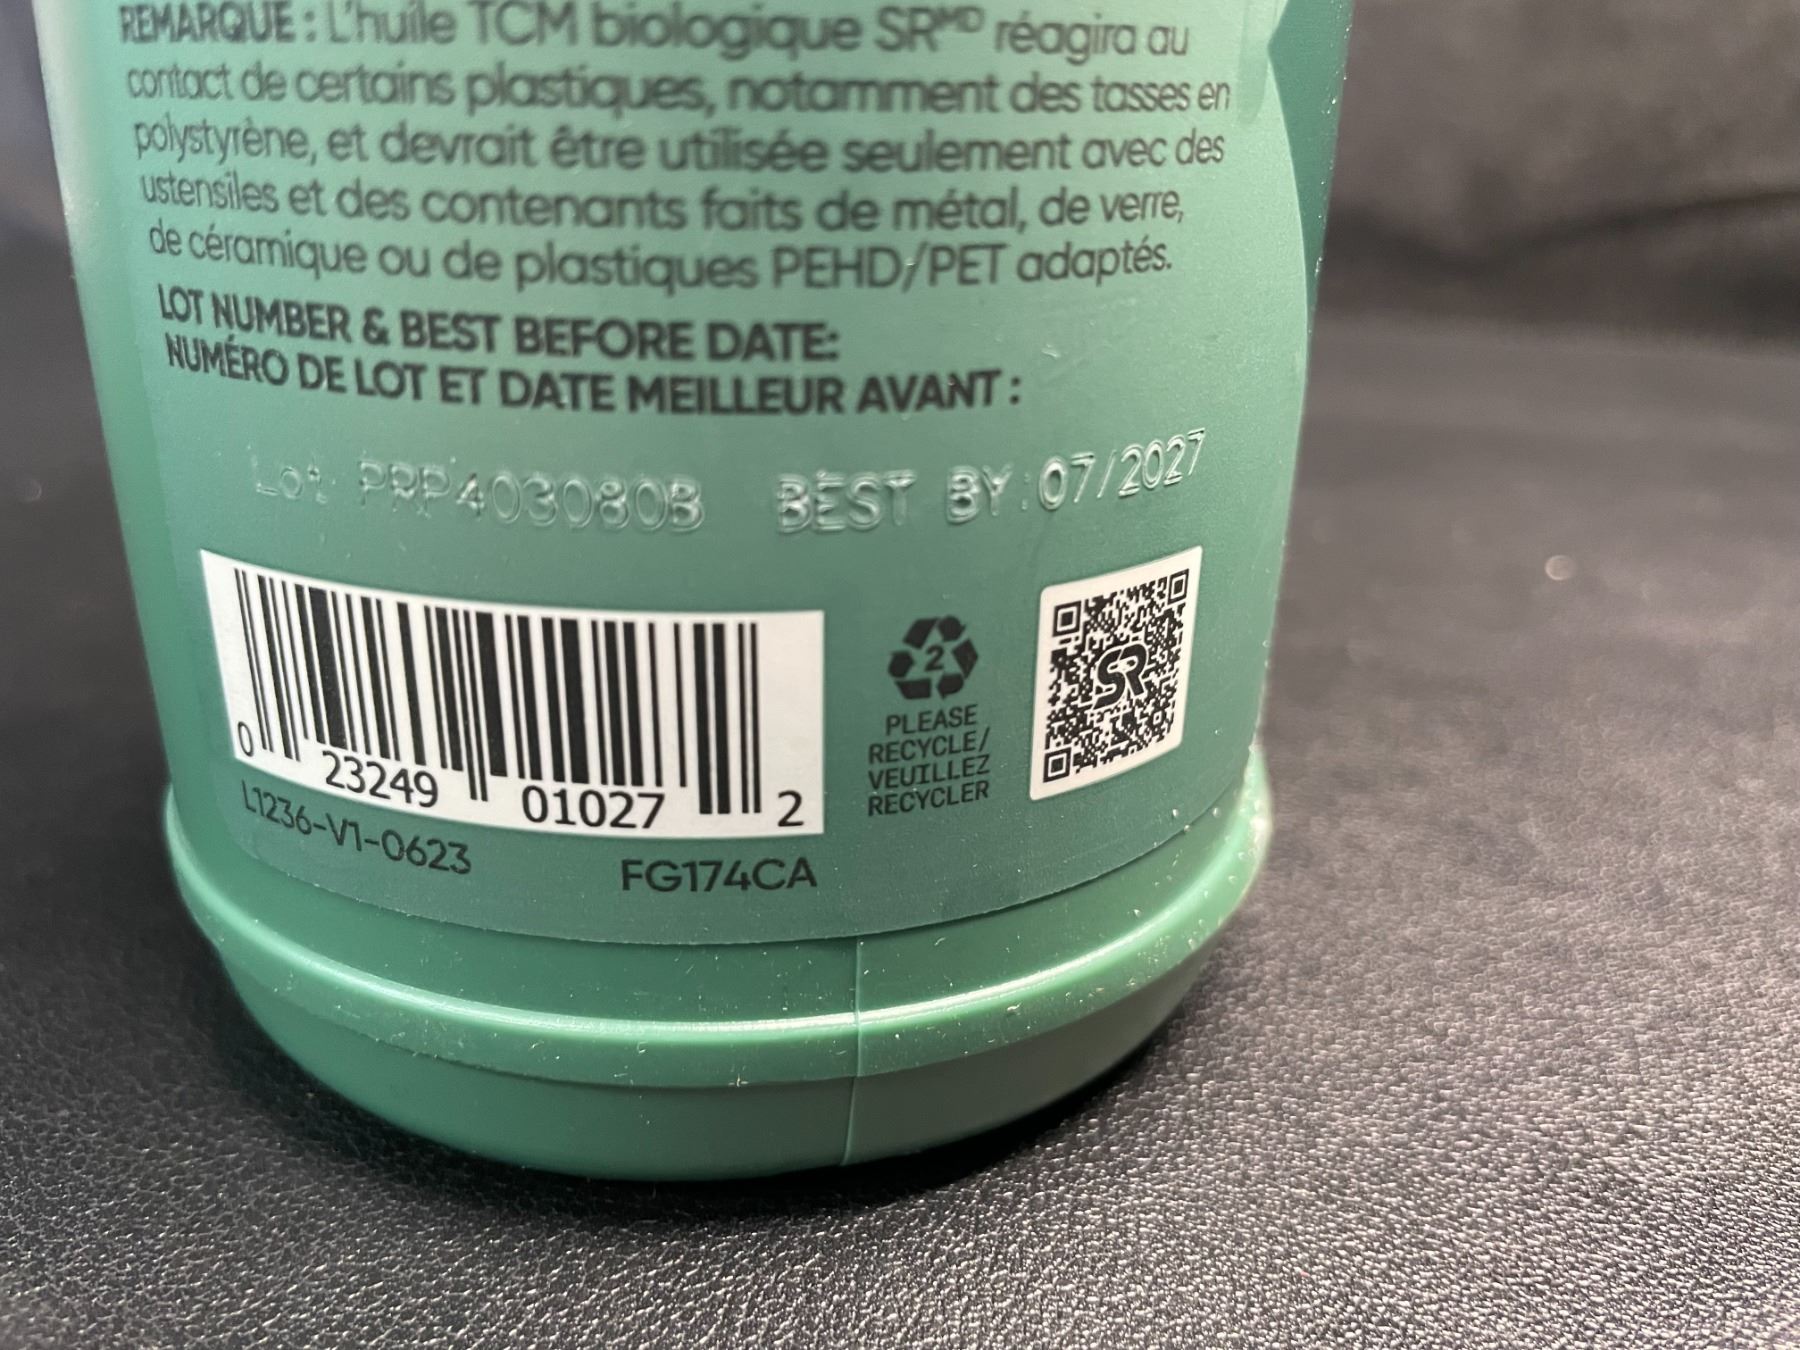 REMARQUE : L'huile TCM biologique SRᴹᴰ réagira au
contact de certains plastiques, notamment des tasses en
polystyrène, et devrait être utilisée seulement avec des
ustensiles et des contenants faits de métal, de verre,
de céramique ou de plastiques PEHD/PET adaptés.
LOT NUMBER & BEST BEFORE DATE:
NUMÉRO DE LOT ET DATE MEILLEUR AVANT :
Lot PRP403080B BEST BY:07/2027
0 23249 01027 2
L1236-V1-0623
FG174CA
2
PLEASE
RECYCLE/
VEUILLEZ
RECYCLER
SR